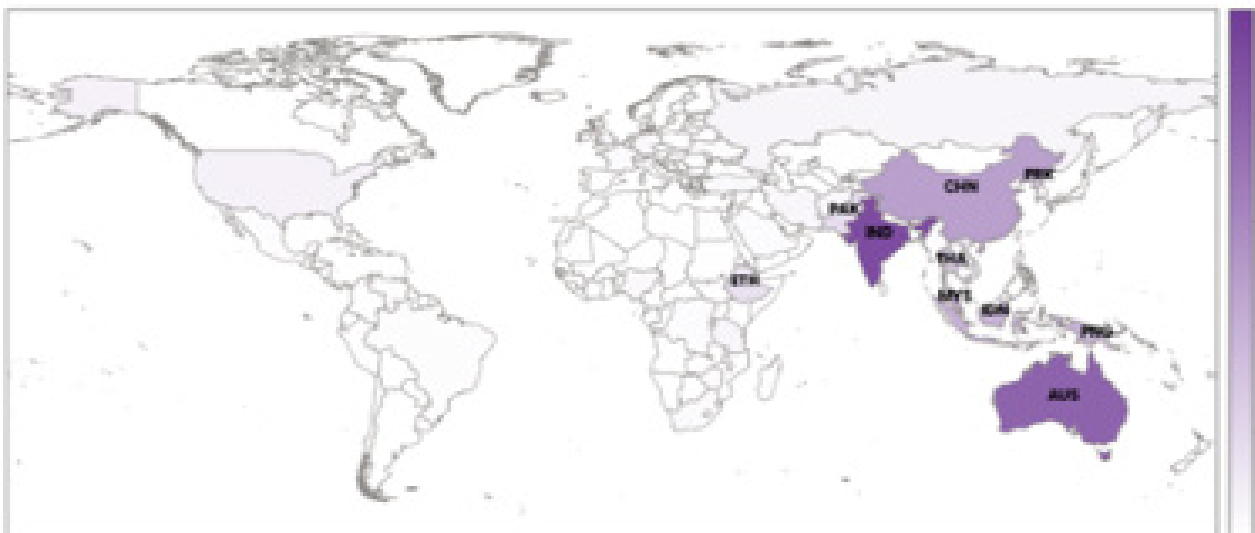 CHN
PRK
PAK
IND
THA
ETH
MYS
IDN
PNG
AUS